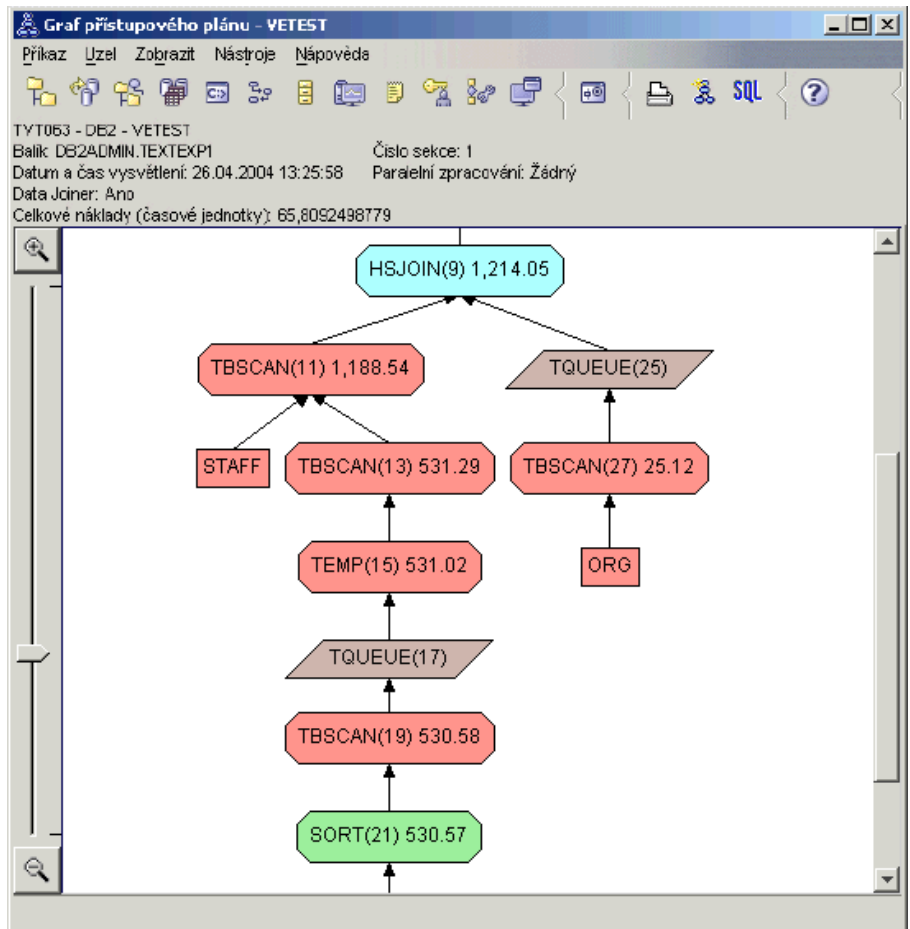 Graf přístupového plánu - VETEST
Příkaz Uzel Zobrazit Nástroje Nápověda
SQL
TVT063 - DB2 - VETEST
Balík: DB2ADMIN.TEXTEXP1 Číslo sekce: 1
Datum a čas vysvětlení: 26.04.2004 13:25:58 Paralelní zpracování: Žádný
Data Joiner: Ano
Celkové náklady (časové jednotky): 65,8092498779
HSJOIN(9) 1,214.05
TBSCAN(11) 1,188.54 TQUEUE(25)
STAFF TBSCAN(13) 531.29 TBSCAN(27) 25.12
TEMP(15) 531.02 ORG
TQUEUE(17)
TBSCAN(19) 530.58
SORT(21) 530.57